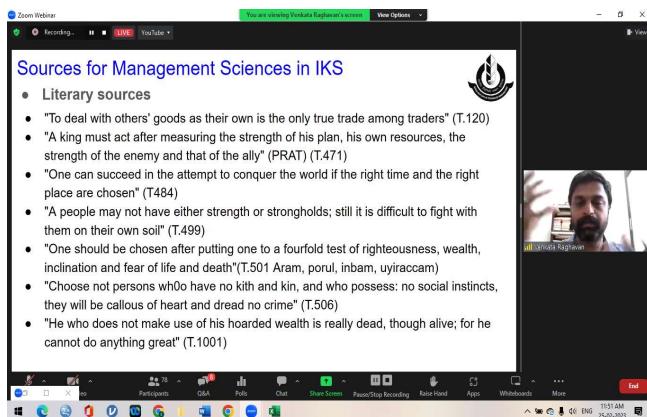 Zoom Webinar
You are viewing Venkata Raghavan's screen View Options
Recording... LIVE YouTube
View
Sources for Management Sciences in IKS
● Literary sources
● "To deal with others' goods as their own is the only true trade among traders" (T.120)
● "A king must act after measuring the strength of his plan, his own resources, the
strength of the enemy and that of the ally" (PRAT) (T.471)
● "One can succeed in the attempt to conquer the world if the right time and the right
place are chosen" (T484)
● "A people may not have either strength or strongholds; still it is difficult to fight with
them on their own soil" (T.499)
● "One should be chosen after putting one to a fourfold test of righteousness, wealth,
inclination and fear of life and death"(T.501 Aram, porul, inbam, uyiraccam)
● "Choose not persons wh0o have no kith and kin, and who possess: no social instincts,
they will be callous of heart and dread no crime" (T.506)
● "He who does not make use of his hoarded wealth is really dead, though alive; for he
cannot do anything great" (T.1001)
Venkata Raghavan
78
Participants Q&A Polls Chat Share Screen Pause/Stop Recording Raise Hand Apps Whiteboards More
End
ENG 11:51 AM
25-02-2023